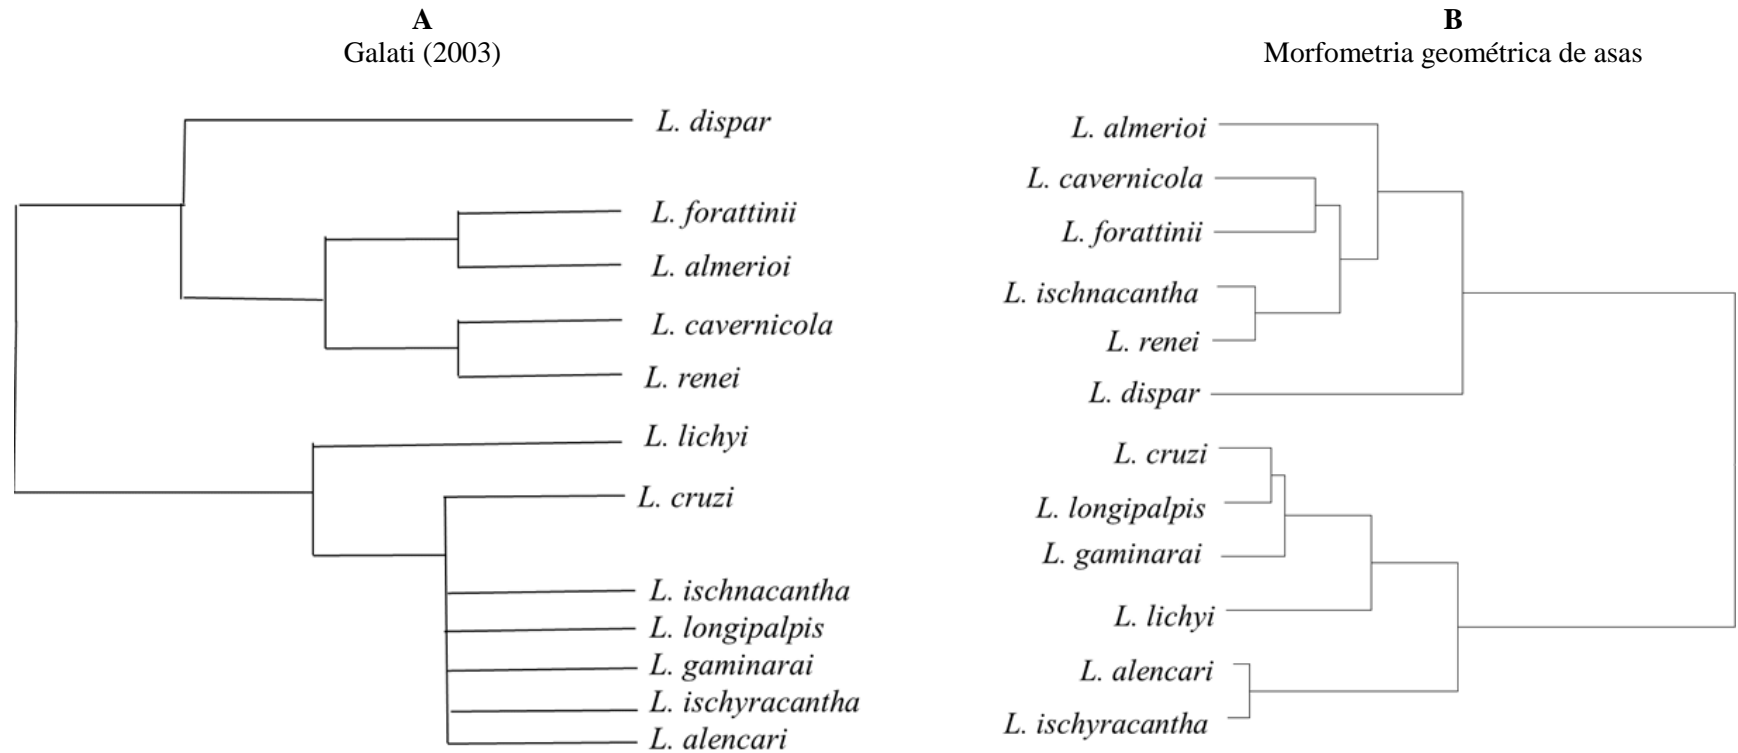 A
Galati (2003)
L. dispar
L. forattinii
L. almerioi
L. cavernicola
L. renei
L. lichyi
L. cruzi
L. ischnacantha
L. longipalpis
L. gaminarai
L. ischyracantha
L. alencari
B
Morfometria geométrica de asas
L. almerioi
L. cavernicola
L. forattinii
L. ischnacantha
L. renei
L. dispar
L. cruzi
L. longipalpis
L. gaminarai
L. lichyi
L. alencari
L. ischyracantha